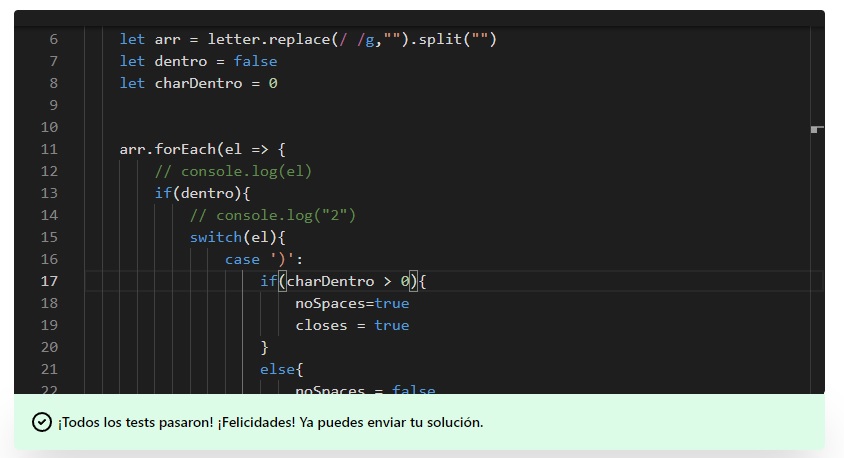 6 let arr = letter.replace(/ /g,"").split("")
7 let dentro = false
8 let charDentro = 0
9
10
11 arr.forEach(el => {
12 // console.log(el)
13 if(dentro){
14 // console.log("2")
15 switch(el){
16 case ')':
17 if(charDentro > 0){
18 noSpaces=true
19 closes = true
20 }
21 else{
22 noSpaces = false
¡Todos los tests pasaron! ¡Felicidades! Ya puedes enviar tu solución.